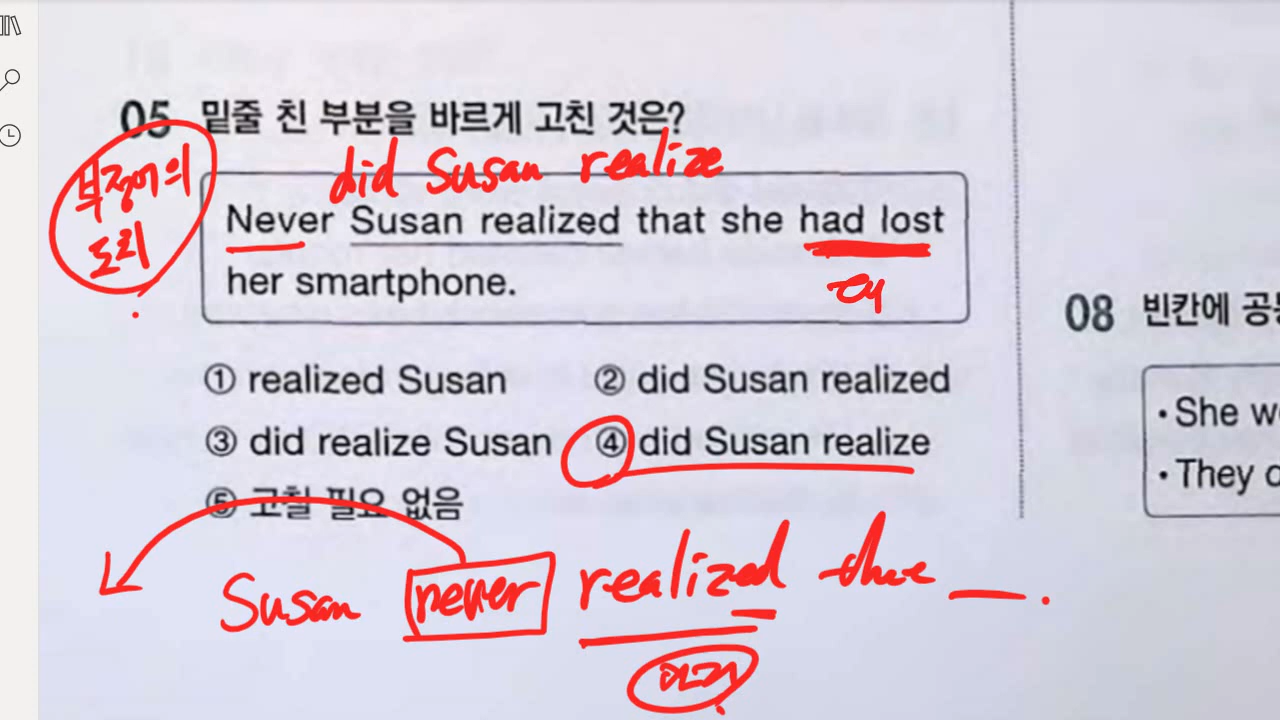 05 밑줄 친 부분을 바르게 고친 것은?
부정어의
도치
did Susan realize
Never Susan realized that she had lost
her smartphone.
① realized Susan
② did Susan realized
③ did realize Susan
④ did Susan realize
⑤ 고칠 필요 없음
Susan never realized that
08 빈칸에 공
• She w
• They